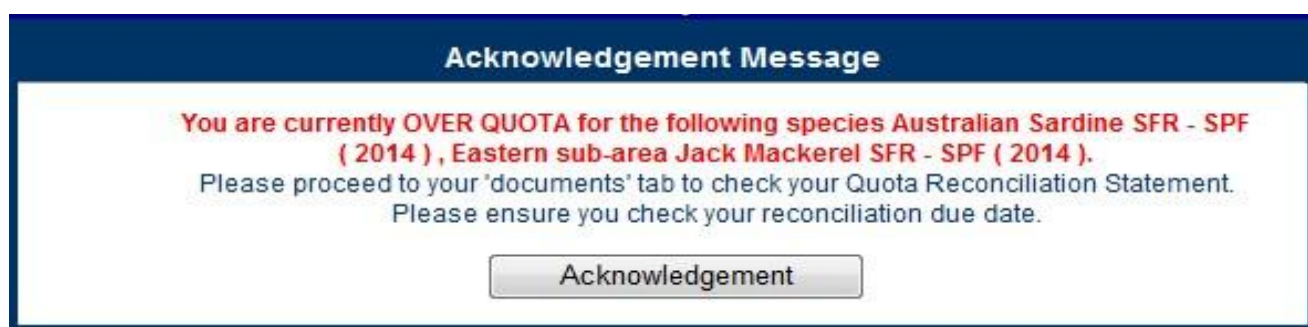 Acknowledgement Message
You are currently OVER QUOTA for the following species Australian Sardine SFR - SPF
( 2014 ) , Eastern sub-area Jack Mackerel SFR - SPF ( 2014 ).
Please proceed to your 'documents' tab to check your Quota Reconciliation Statement.
Please ensure you check your reconciliation due date.
Acknowledgement